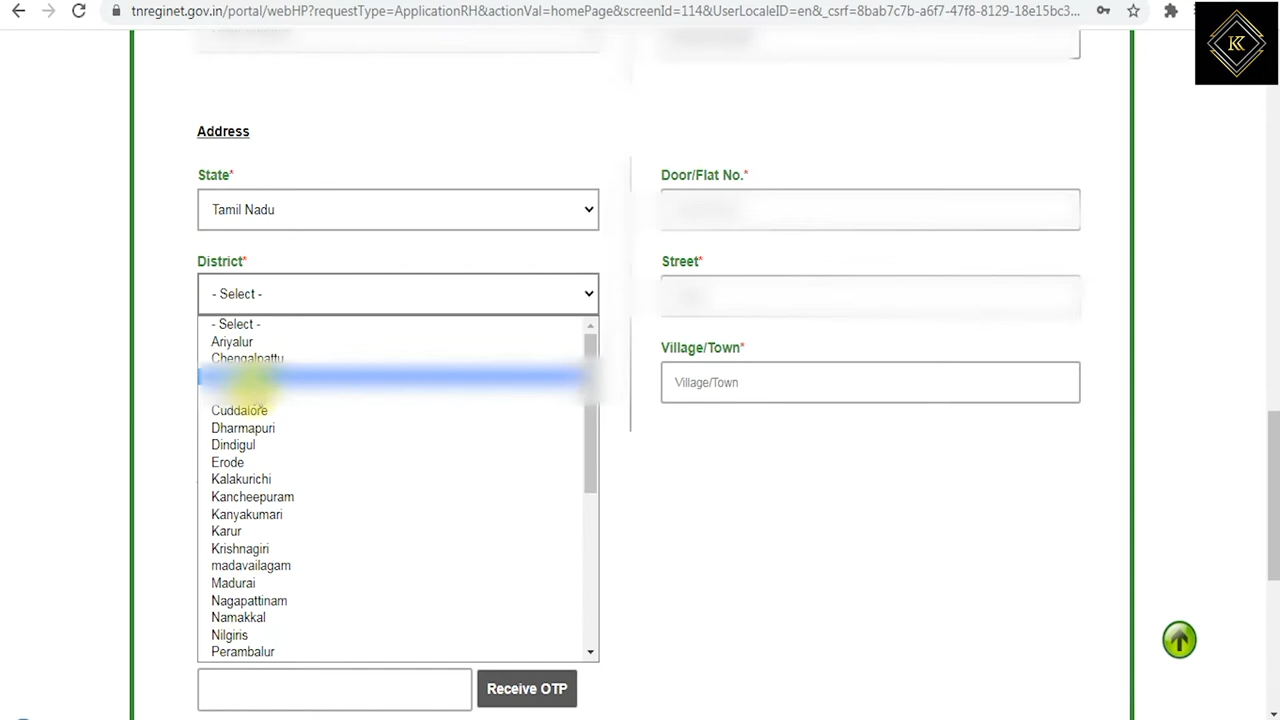 tnreginet.gov.in/portal/webHP?requestType=ApplicationRH&actionVal=homePage&screenId=114&UserLocaleID=en&_csrf=8bab7c7b-a6f7-47f8-8129-18e15bc3...
K
Address
State*
Door/Flat No.*
Tamil Nadu
District*
Street*
- Select -
- Select -
Ariyalur
Chengalpattu
Village/Town*
Village/Town
Cuddalore
Dharmapuri
Dindigul
Erode
Kalakurichi
Kancheepuram
Kanyakumari
Karur
Krishnagiri
madavailagam
Madurai
Nagapattinam
Namakkal
Nilgiris
Perambalur
Receive OTP